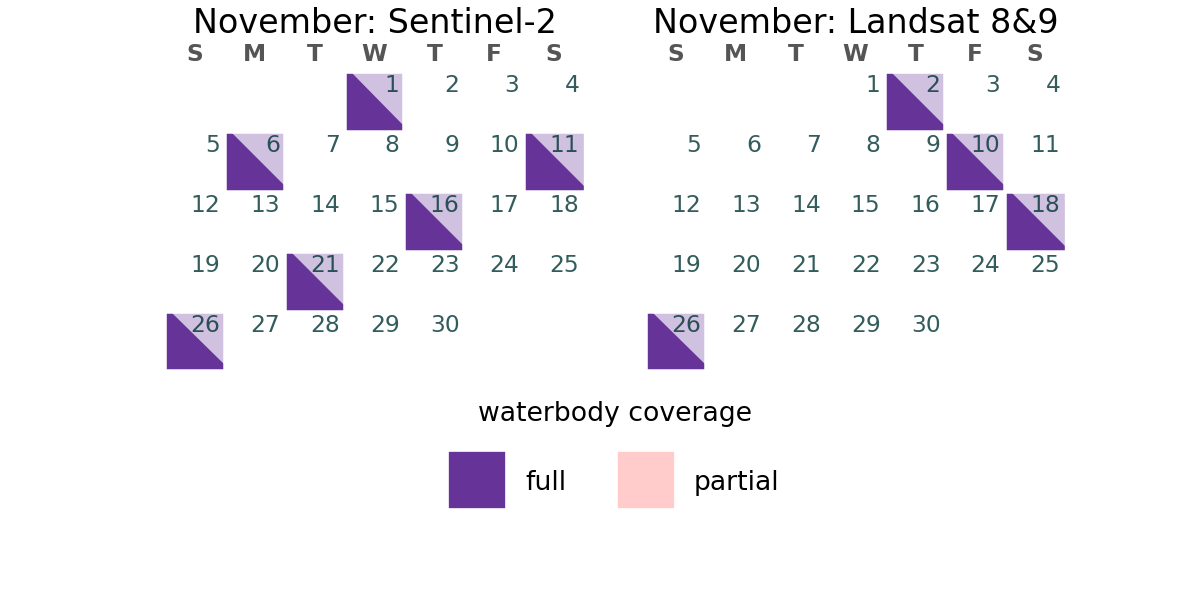 November: Sentinel-2
S M T W T F S
1 2 3 4
5 6 7 8 9 10 11
12 13 14 15 16 17 18
19 20 21 22 23 24 25
26 27 28 29 30
November: Landsat 8&9
S M T W T F S
1 2 3 4
5 6 7 8 9 10 11
12 13 14 15 16 17 18
19 20 21 22 23 24 25
26 27 28 29 30
waterbody coverage
full partial